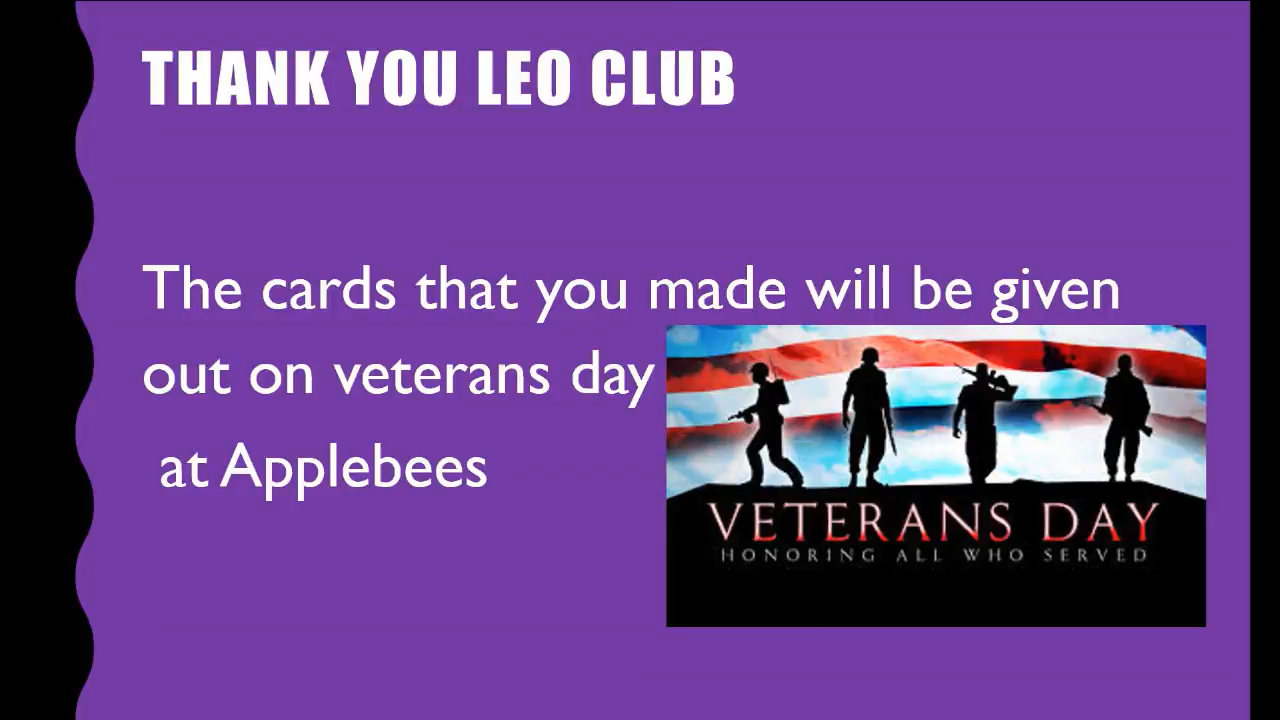 THANK YOU LEO CLUB
The cards that you made will be given
out on veterans day
at Applebees
VETERANS DAY
HONORING ALL WHO SERVED